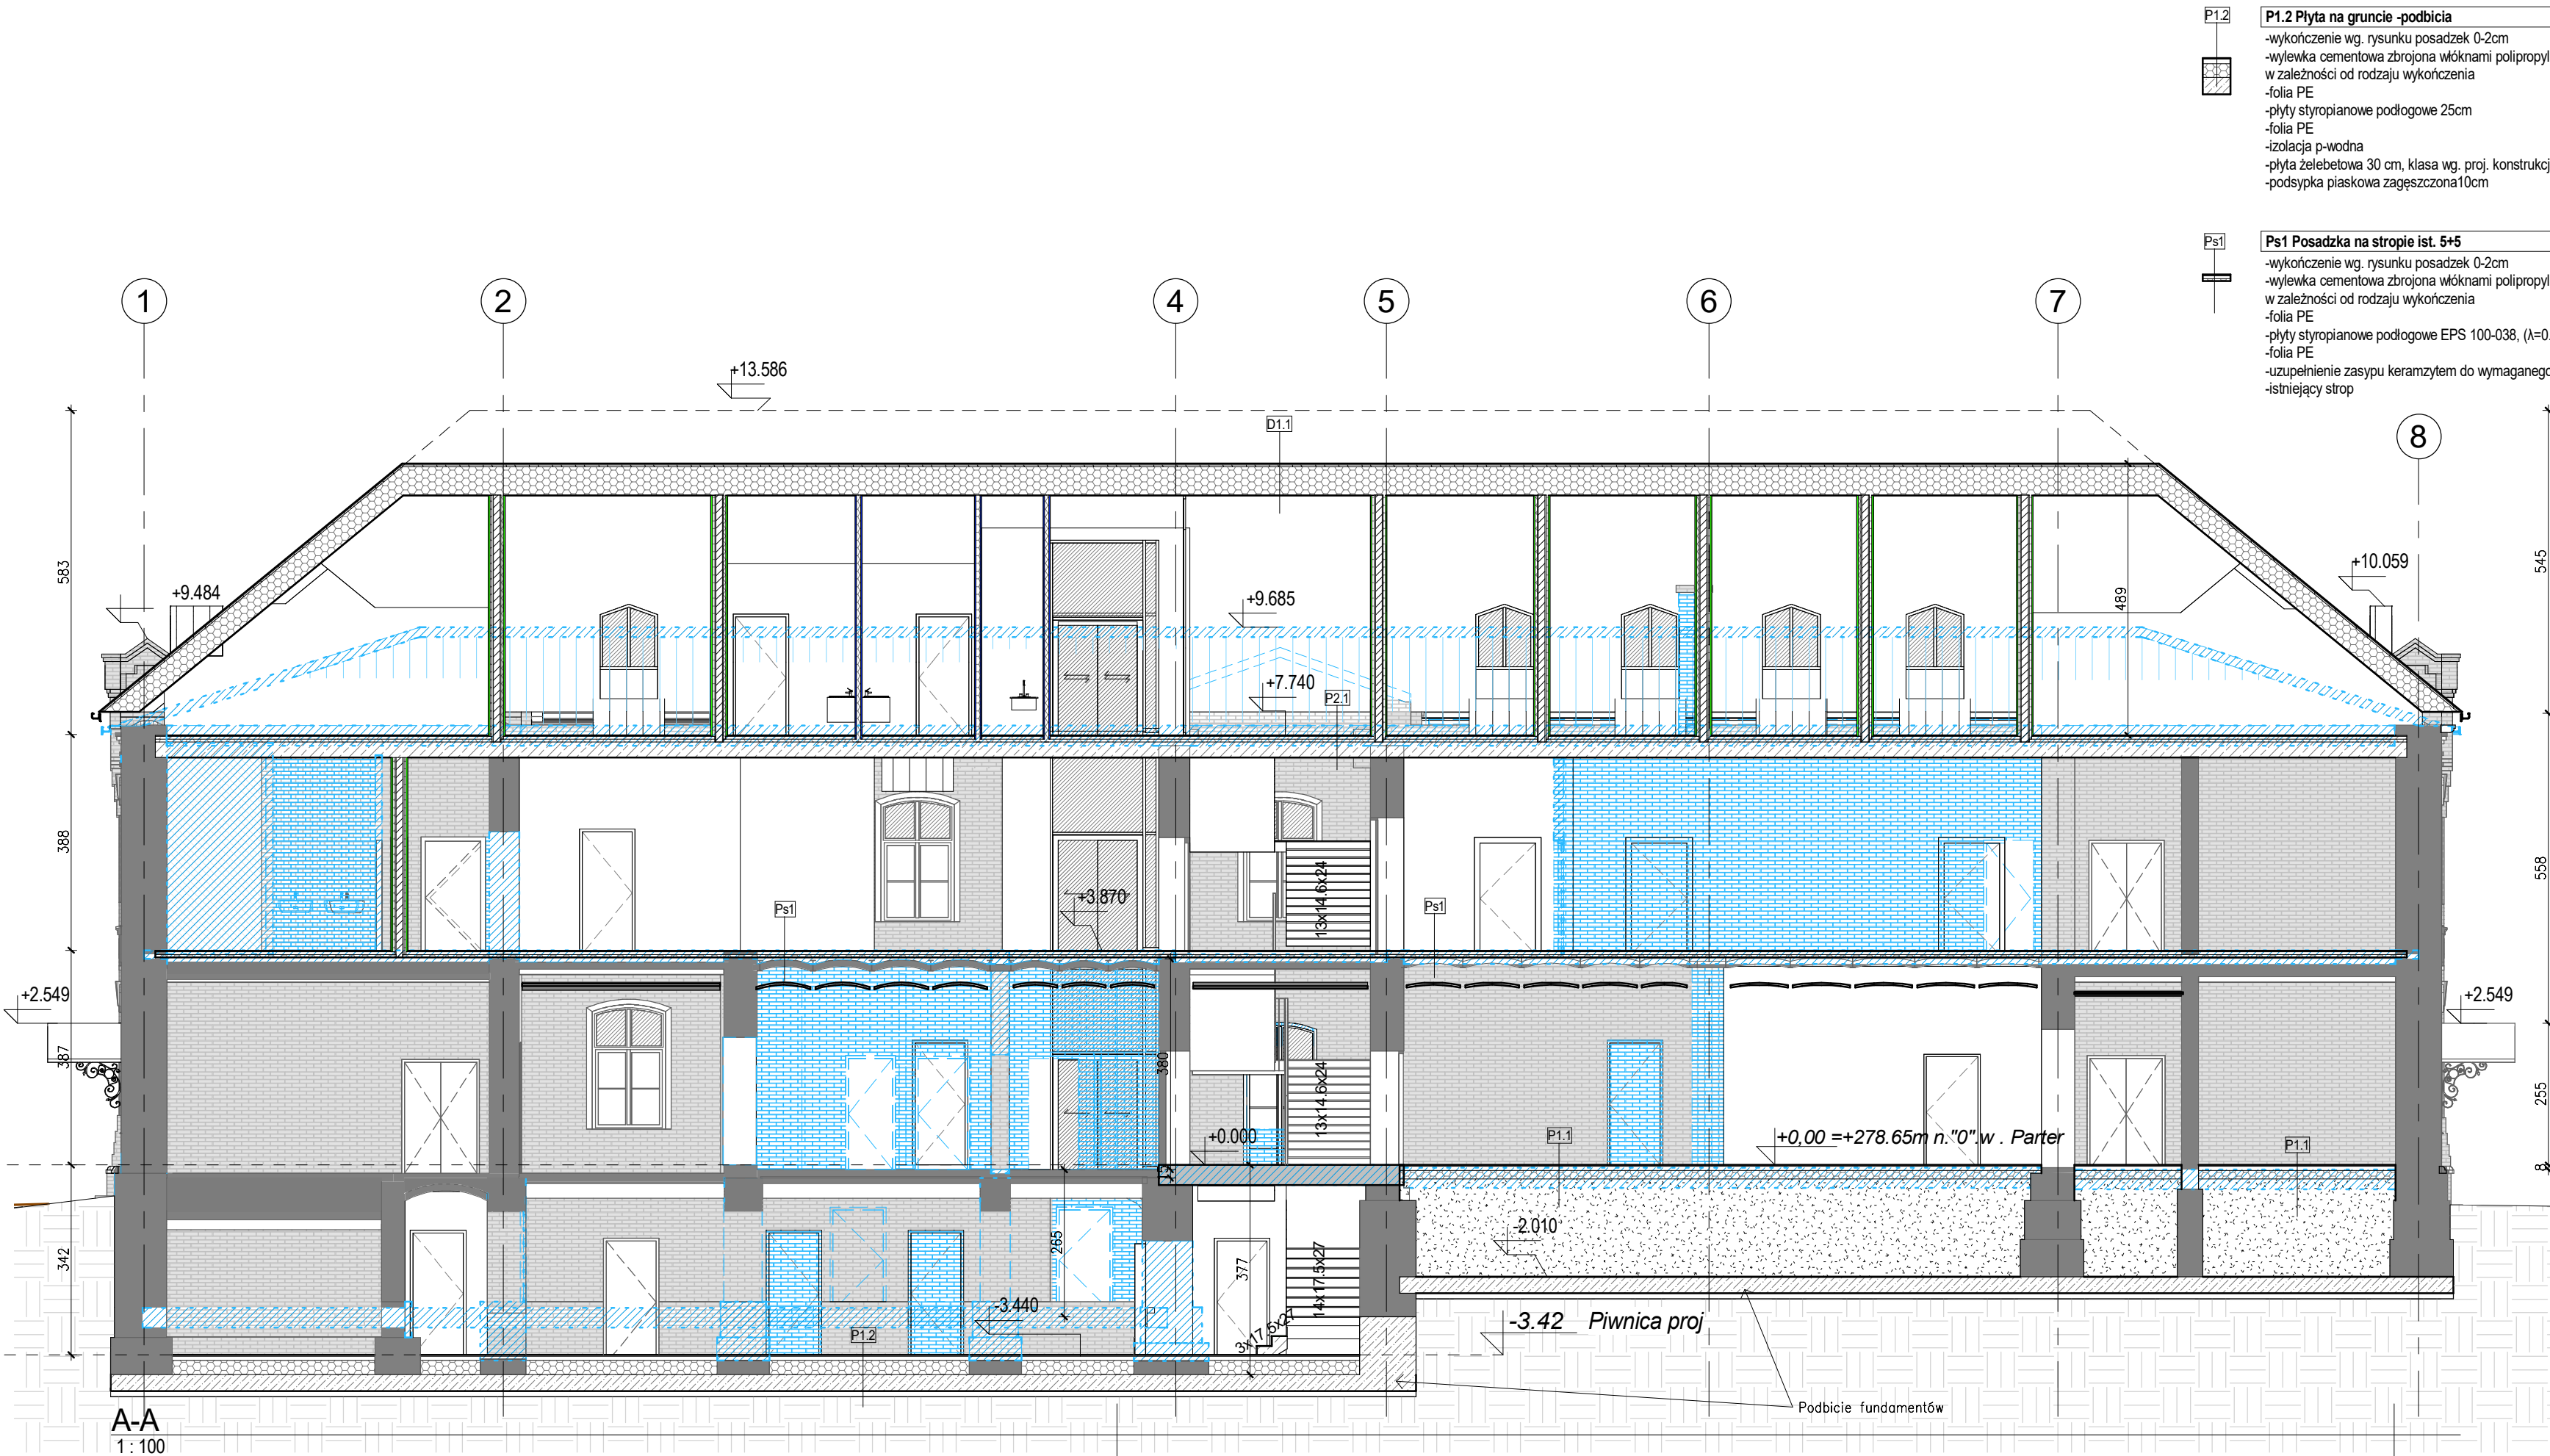 P1.2
P1.2 Płyta na gruncie -podbicia
-wykończenie wg. rysunku posadzek 0-2cm
-wylewka cementowa zbrojona włóknami polipropyl
w zależności od rodzaju wykończenia
-folia PE
-płyty styropianowe podłogowe 25cm
-folia PE
-izolacja p-wodna
-płyta żelebetowa 30 cm, klasa wg. proj. konstrukcj
-podsypka piaskowa zagęszczona10cm
Ps1
Ps1 Posadzka na stropie ist. 5+5
-wykończenie wg. rysunku posadzek 0-2cm
-wylewka cementowa zbrojona włóknami polipropyl
w zależności od rodzaju wykończenia
-folia PE
-płyty styropianowe podłogowe EPS 100-038, (λ=0.
-folia PE
-uzupełnienie zasypu keramzytem do wymaganego
-istniejący strop
1
2
4
5
6
7
8
+13.586
D1.1
583
545
489
+9.484
+10.059
+9.685
+7.740
P2.1
388
558
13x14.6x24
+3.870
Ps1
Ps1
+2.549
+2.549
387
380
255
13x14.6x24
+0.000
P1.1
+0,00 =+278.65m n."0".w . Parter
P1.1
12
8
342
265
377
-2.010
14x17.5x27
-3.440
3x17.5x27
-3.42 Piwnica proj
P1.2
Podbicie fundamentów
A-A
1 : 100